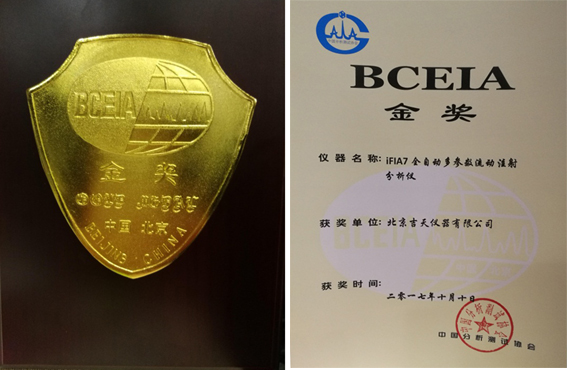 BCEIA
金奖
GOLD AWARD
中国 北京
BEIJING CHINA
CAIA
BCEIA
金奖
仪器名称: iFIA7 全自动多参数流动注射
分析仪
BCEIA
获奖单位: 北京吉天仪器有限公司
获奖时间:
二零一七年十月十日
中国分析测试协会